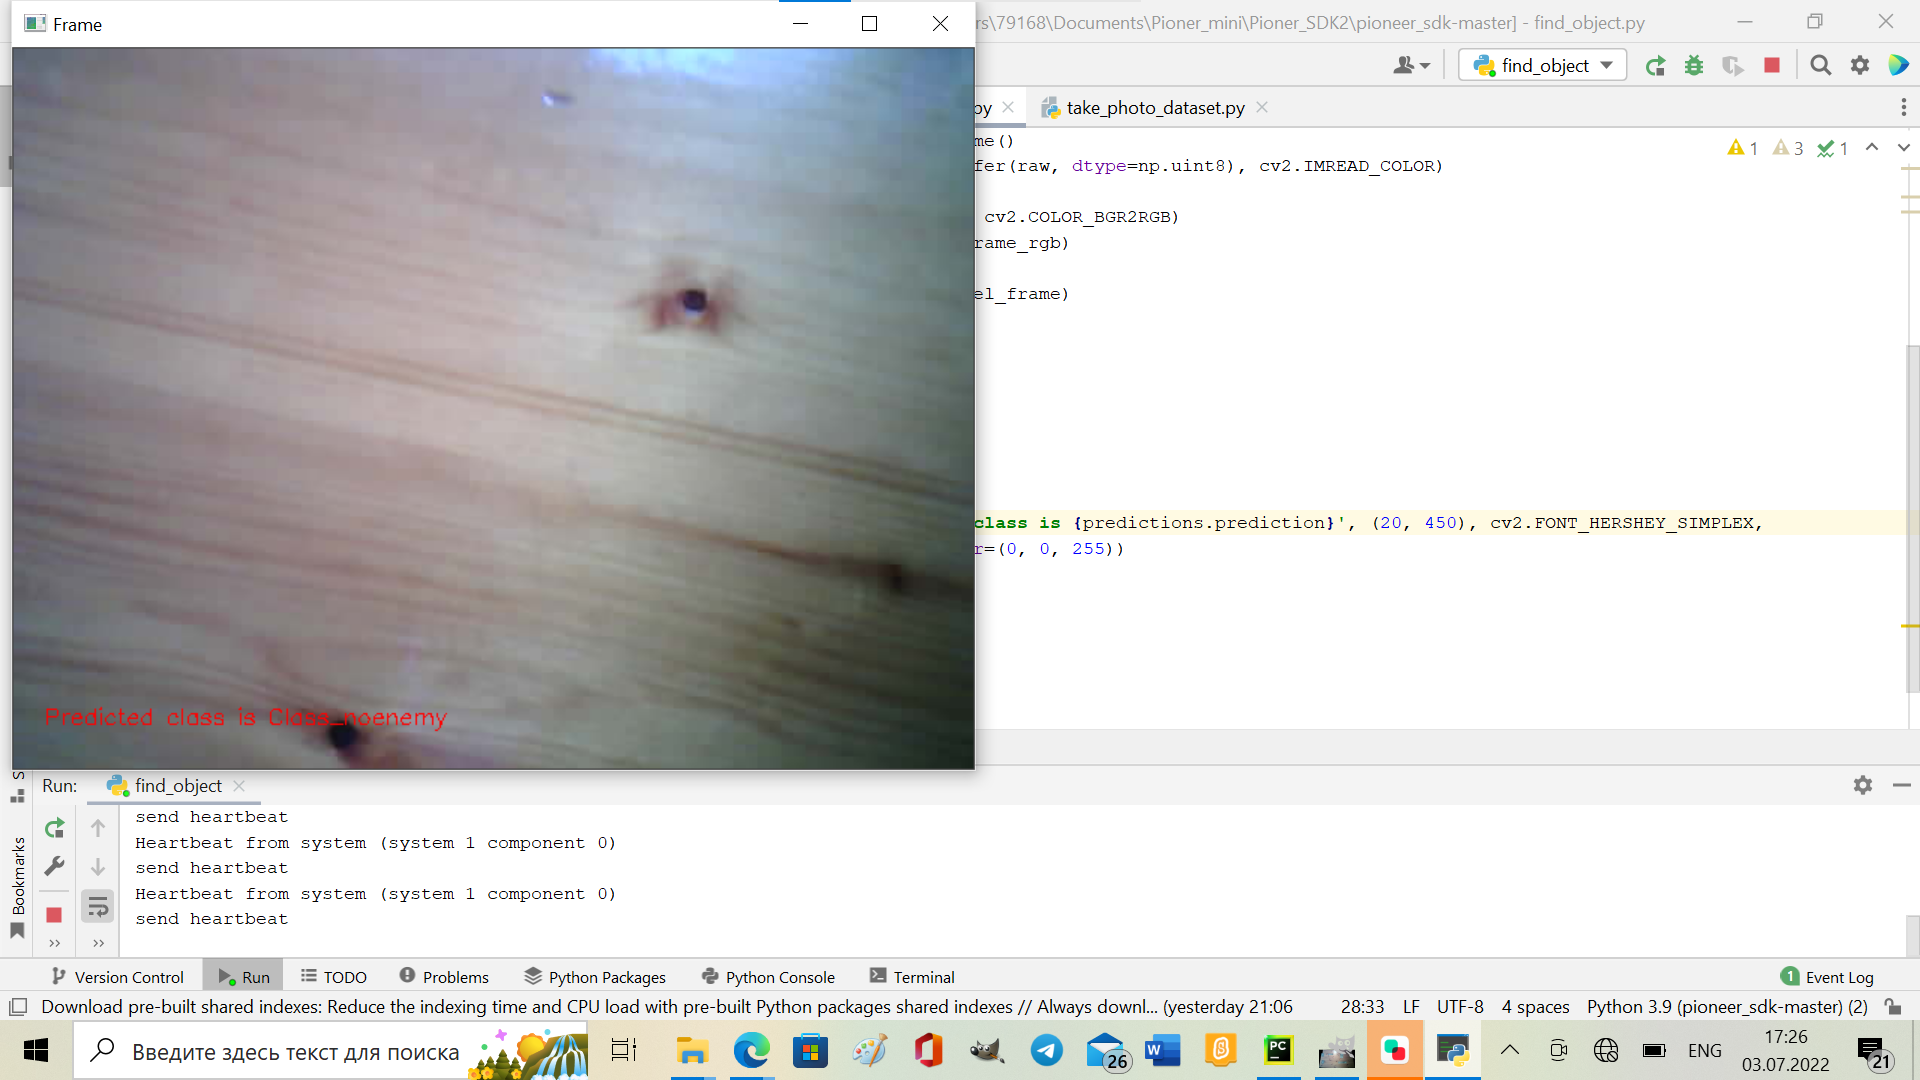 Frame
rs\79168\Documents\Pioner_mini\Pioner_SDK2\pioneer_sdk-master] - find_object.py
find_object
py
take_photo_dataset.py
me()
fer(raw, dtype=np.uint8), cv2.IMREAD_COLOR)
1 3 1
cv2.COLOR_BGR2RGB)
rame_rgb)
el_frame)
class is {predictions.prediction}', (20, 450), cv2.FONT_HERSHEY_SIMPLEX,
r=(0, 0, 255))
Predicted class is Class_noenemy
Run: find_object
send heartbeat
Heartbeat from system (system 1 component 0)
send heartbeat
Heartbeat from system (system 1 component 0)
send heartbeat
Bookmarks
Version Control Run TODO Problems Python Packages Python Console Terminal 1 Event Log
Download pre-built shared indexes: Reduce the indexing time and CPU load with pre-built Python packages shared indexes // Always downl... (yesterday 21:06 28:33 LF UTF-8 4 spaces Python 3.9 (pioneer_sdk-master) (2)
Введите здесь текст для поиска
26
W
PC
ENG
17:26
03.07.2022
21